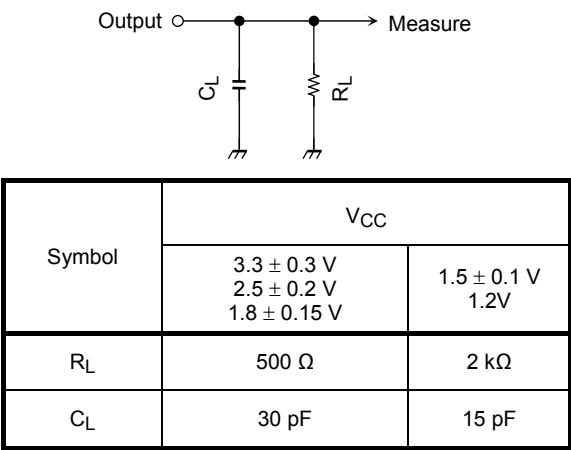 Output Measure
CL RL
VCC
Symbol
3.3 ± 0.3 V
2.5 ± 0.2 V
1.8 ± 0.15 V
1.5 ± 0.1 V
1.2V
RL 500 Ω 2 kΩ
CL 30 pF 15 pF